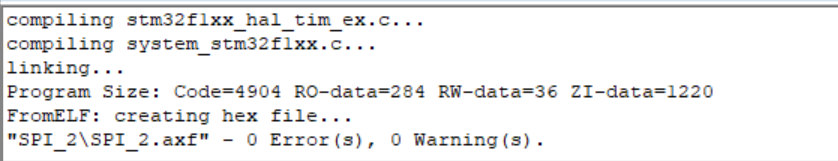 compiling stm32f1xx_hal_tim_ex.c...
compiling system_stm32f1xx.c...
linking...
Program Size: Code=4904 RO-data=284 RW-data=36 ZI-data=1220
FromELF: creating hex file...
"SPI_2\SPI_2.axf" - 0 Error(s), 0 Warning(s).